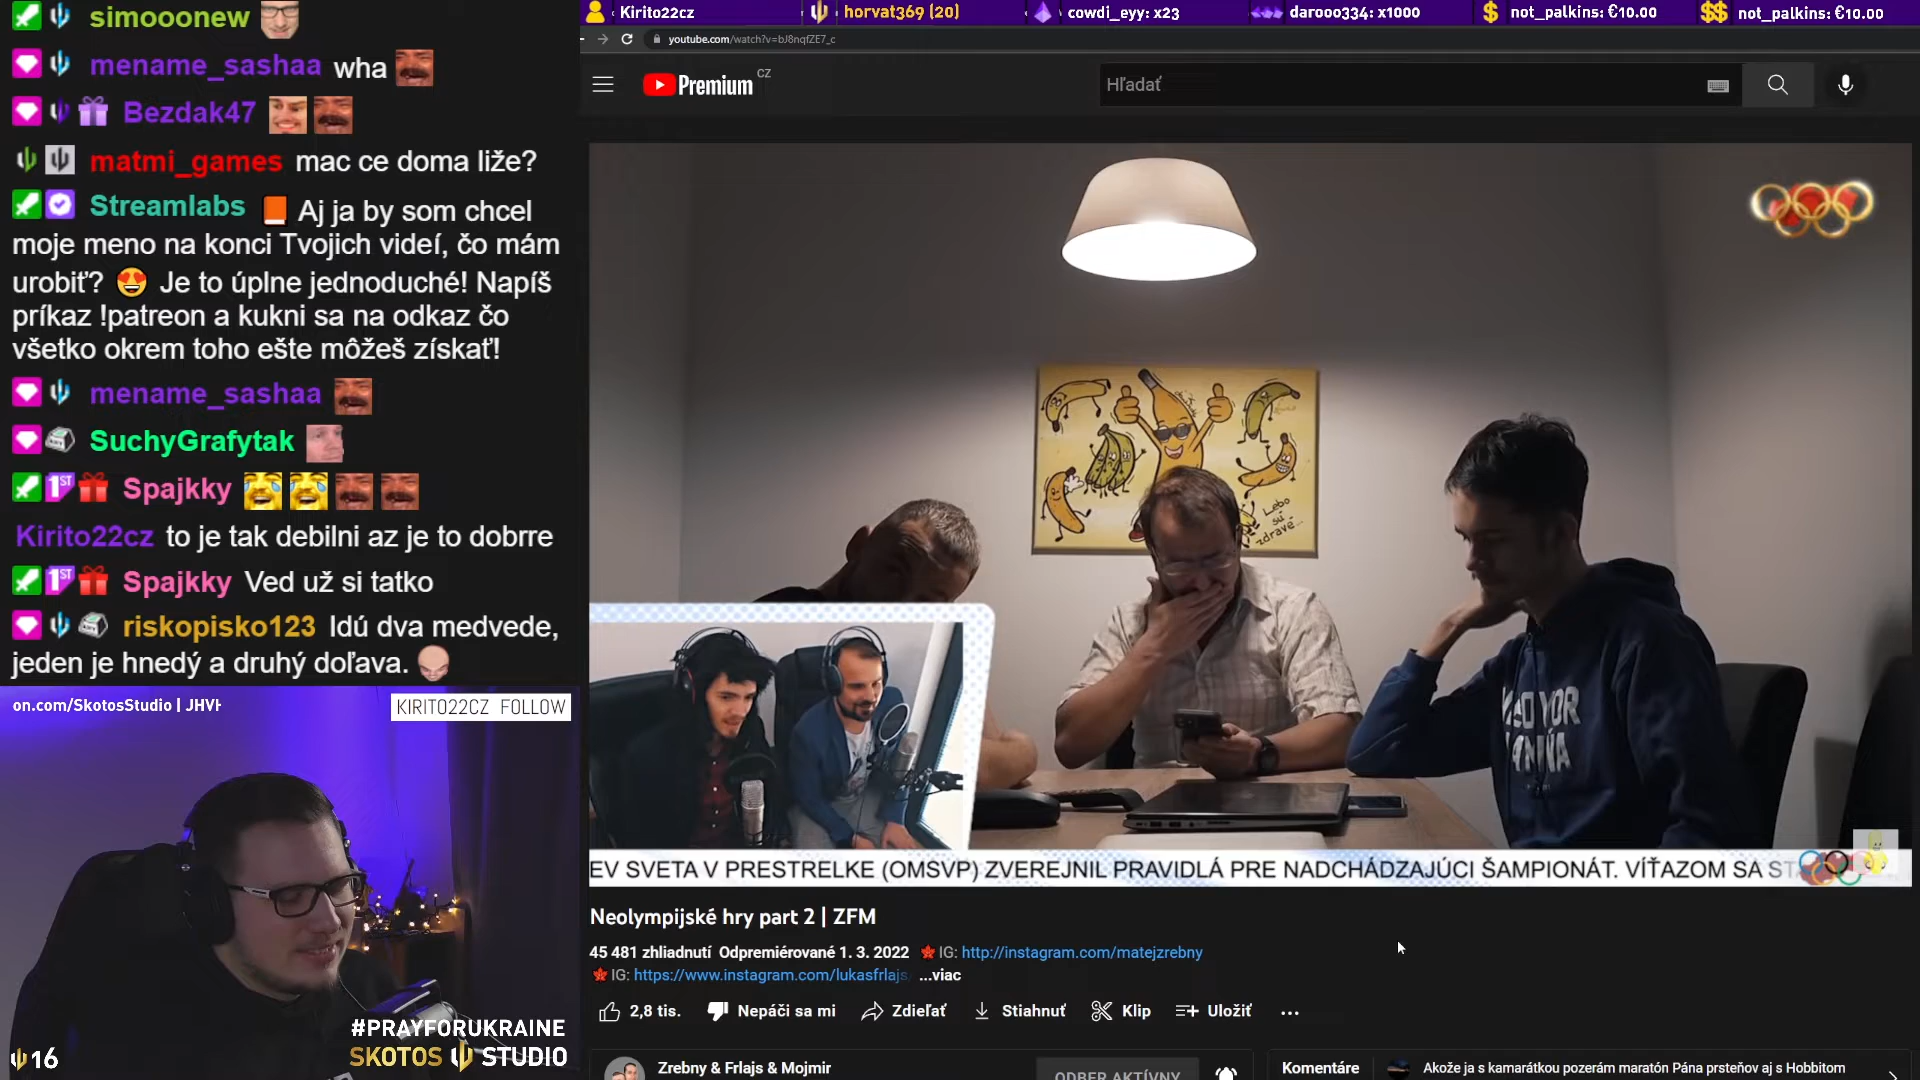 simooonew
mename_sashaa wha
Bezdak47
matmi_games mac ce doma liže?
Streamlabs Aj ja by som chcel
moje meno na konci Tvojich videí, čo mám
urobiť? Je to úplne jednoduché! Napíš
príkaz !patreon a kukni sa na odkaz čo
všetko okrem toho ešte môžeš získať!
mename_sashaa
SuchyGrafytak
1ST Spajkky
Kirito22cz to je tak debilni az je to dobrre
1ST Spajkky Ved už si tatko
riskopisko123 Idú dva medvede,
jeden je hnedý a druhý doľava.
on.com/SkotosStudio | JHVH
KIRITO22CZ FOLLOW
#PRAYFORUKRAINE
16
SKOTOS STUDIO
Kirito22cz
horvat369 (20)
cowdi_eyy: x23
darooo334: x1000
$ not_palkins: €10.00
$$ not_palkins: €10.00
youtube.com/watch?v=bJ8nqfZE7_c
Premium CZ
Hľadať
Lebo
sú
zdravé...
EV SVETA V PRESTRELKE (OMSVP) ZVEREJNIL PRAVIDLÁ PRE NADCHÁDZAJÚCI ŠAMPIONÁT. VÍŤAZOM SA
Neolympijské hry part 2 | ZFM
45 481 zhliadnutí Odpremiérované 1. 3. 2022 IG: http://instagram.com/matejzrebny
IG: https://www.instagram.com/lukasfrlajs ...viac
2,8 tis. Nepáči sa mi Zdieľať Stiahnuť Klip Uložiť
Zrebny & Frlajs & Mojmir
ODBER AKTÍVNY
Komentáre
Akože ja s kamarátkou pozerám maratón Pána prsteňov aj s Hobbitom